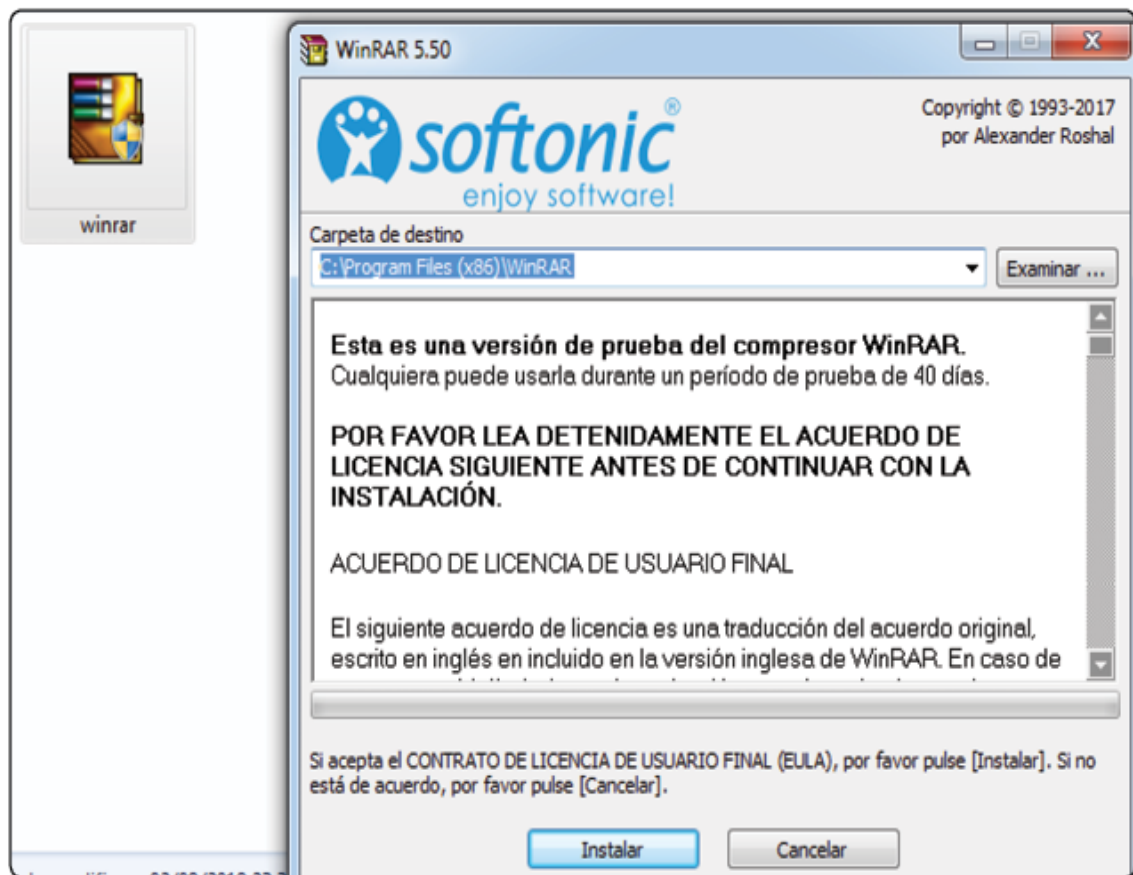 WinRAR 5.50
softonic®
enjoy software!
Copyright © 1993-2017
por Alexander Roshal
winrar
Carpeta de destino
C:\Program Files (x86)\WinRAR
Examinar ...
Esta es una versión de prueba del compresor WinRAR.
Cualquiera puede usarla durante un período de prueba de 40 días.
POR FAVOR LEA DETENIDAMENTE EL ACUERDO DE
LICENCIA SIGUIENTE ANTES DE CONTINUAR CON LA
INSTALACIÓN.
ACUERDO DE LICENCIA DE USUARIO FINAL
El siguiente acuerdo de licencia es una traducción del acuerdo original,
escrito en inglés en incluido en la versión inglesa de WinRAR. En caso de
Si acepta el CONTRATO DE LICENCIA DE USUARIO FINAL (EULA), por favor pulse [Instalar]. Si no
está de acuerdo, por favor pulse [Cancelar].
Instalar
Cancelar